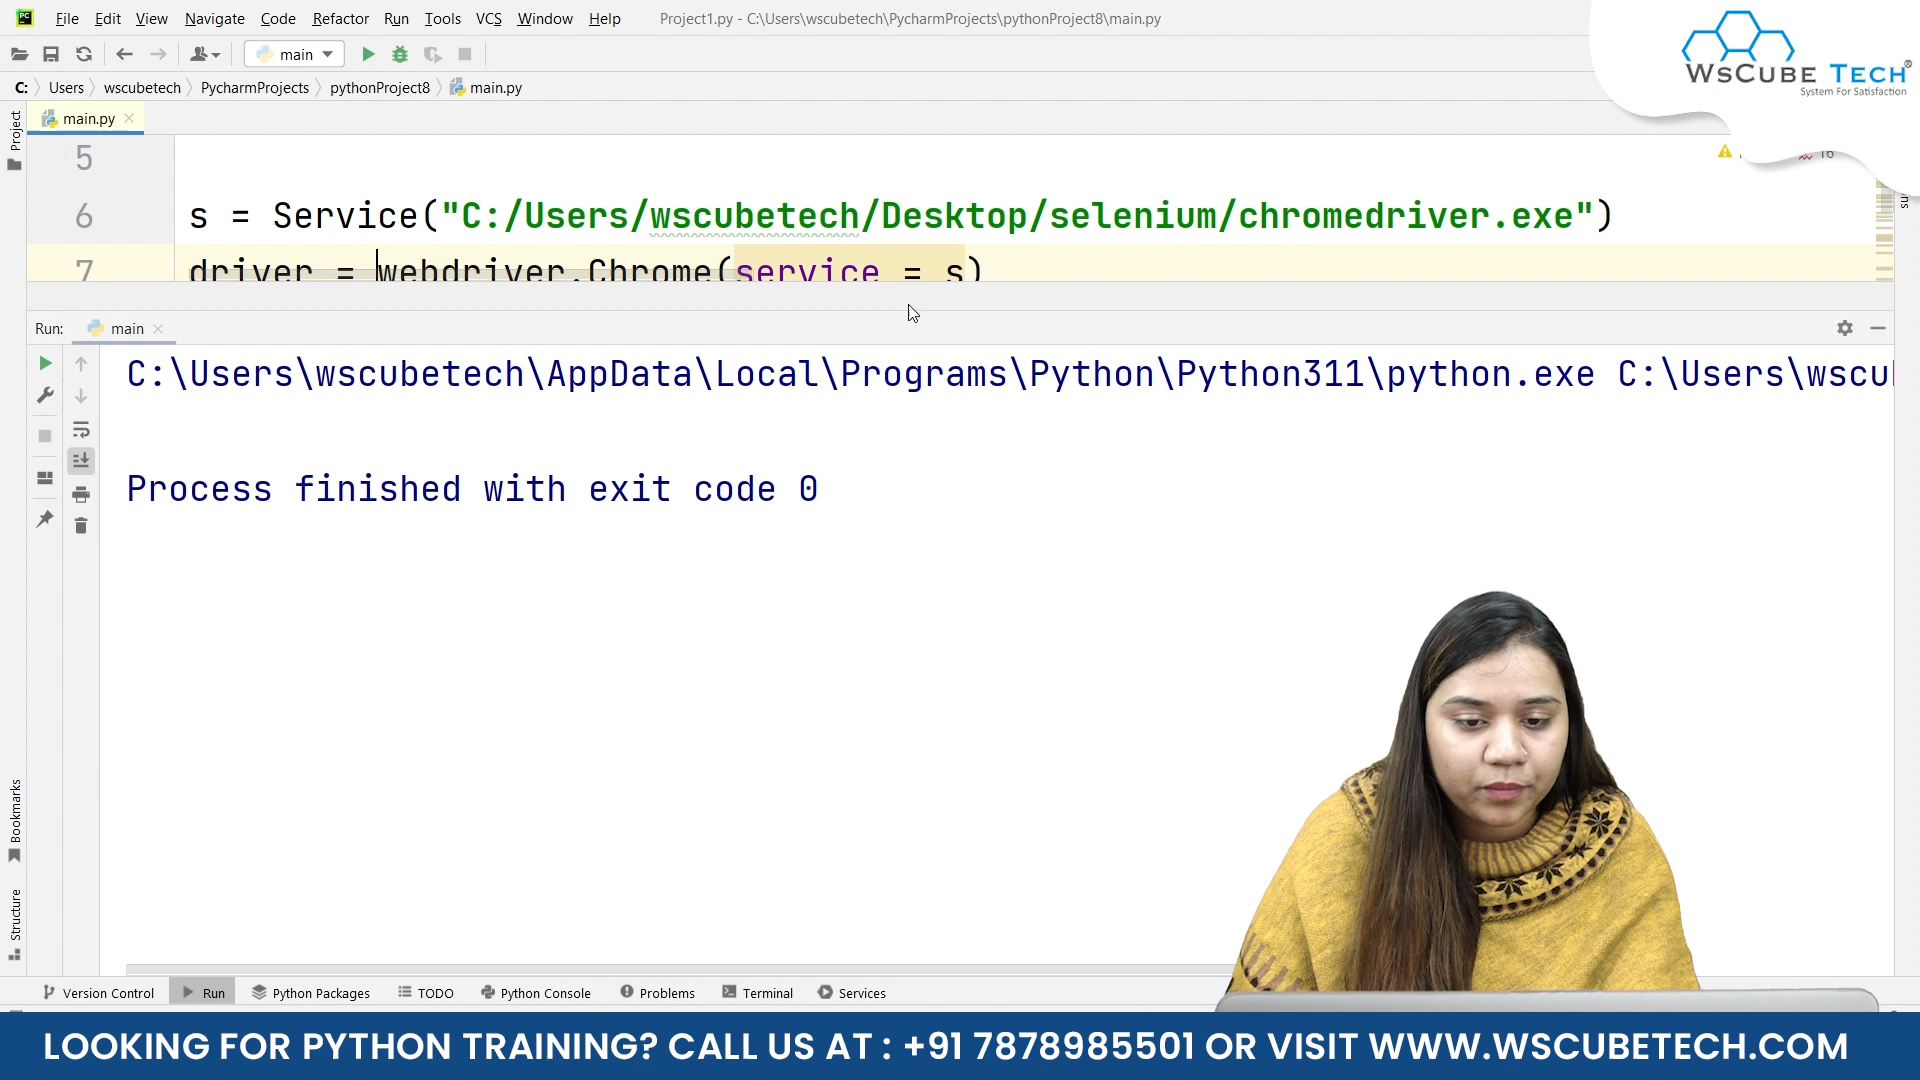 File Edit View Navigate Code Refactor Run Tools VCS Window Help Project1.py - C:\Users\wscubetech\PycharmProjects\pythonProject8\main.py
main
C: Users wscubetech PycharmProjects pythonProject8 main.py
main.py
Project
5
6 s = Service("C:/Users/wscubetech/Desktop/selenium/chromedriver.exe")
7 driver = webdriver.Chrome(service = s)
16
WsCube Tech®
System For Satisfaction
Run: main
C:\Users\wscubetech\AppData\Local\Programs\Python\Python311\python.exe C:\Users\wscu
Process finished with exit code 0
Bookmarks
Structure
Version Control Run Python Packages TODO Python Console Problems Terminal Services
LOOKING FOR PYTHON TRAINING? CALL US AT : +91 7878985501 OR VISIT WWW.WSCUBETECH.COM